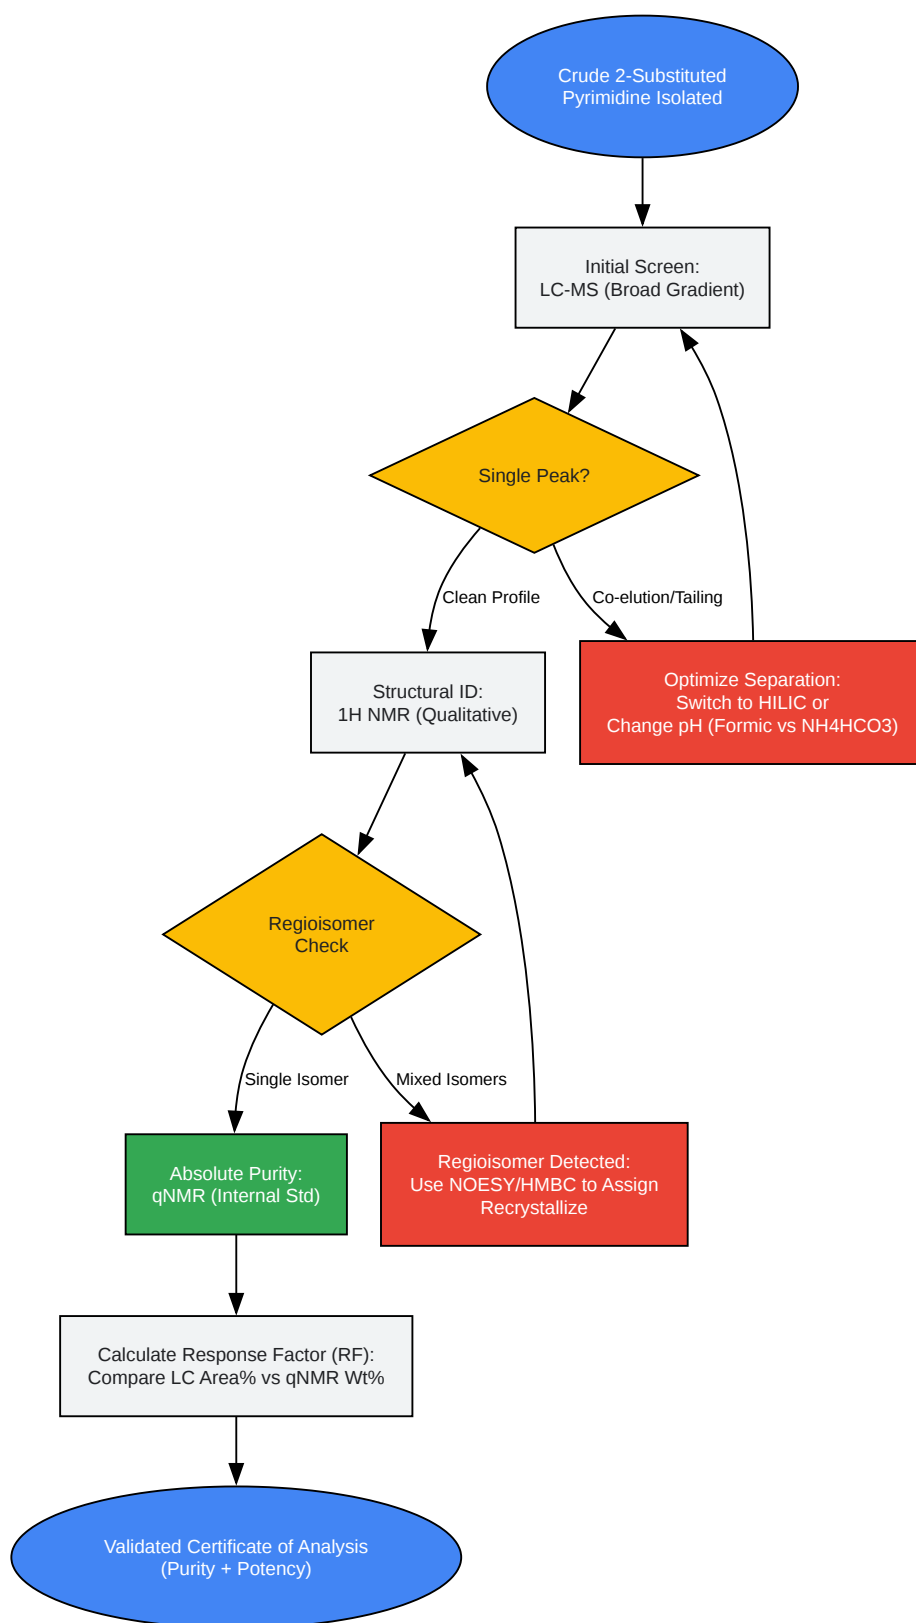 Crude 2-Substituted
Pyrimidine Isolated
Initial Screen:
LC-MS (Broad Gradient)
Single Peak?
Clean Profile
Co-elution/Tailing
Structural ID:
1H NMR (Qualitative)
Optimize Separation:
Switch to HILIC or
Change pH (Formic vs NH4HCO3)
Regioisomer
Check
Single Isomer
Mixed Isomers
Absolute Purity:
qNMR (Internal Std)
Regioisomer Detected:
Use NOESY/HMBC to Assign
Recrystallize
Calculate Response Factor (RF):
Compare LC Area% vs qNMR Wt%
Validated Certificate of Analysis
(Purity + Potency)